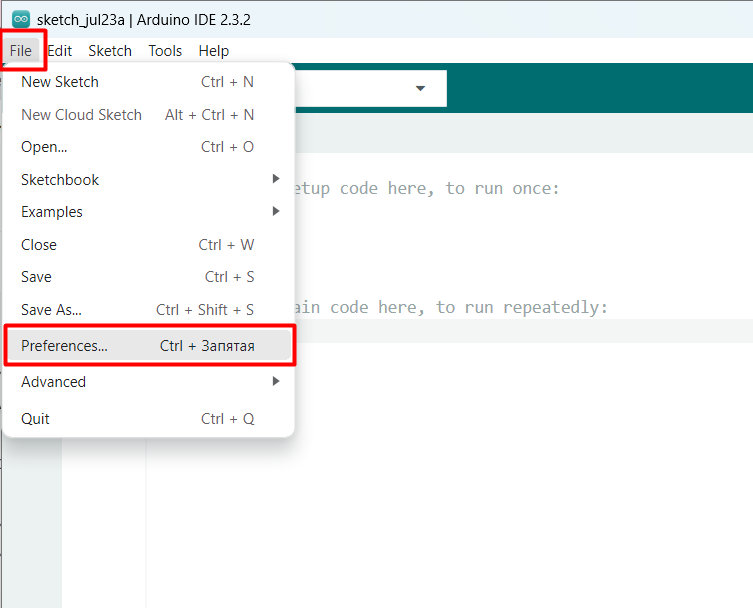 sketch_jul23a | Arduino IDE 2.3.2
File Edit Sketch Tools Help
New Sketch Ctrl + N
New Cloud Sketch Alt + Ctrl + N
Open... Ctrl + O
Sketchbook
etup code here, to run once:
Examples
Close Ctrl + W
Save Ctrl + S
Save As... Ctrl + Shift + S
ain code here, to run repeatedly:
Preferences... Ctrl + Запятая
Advanced
Quit Ctrl + Q